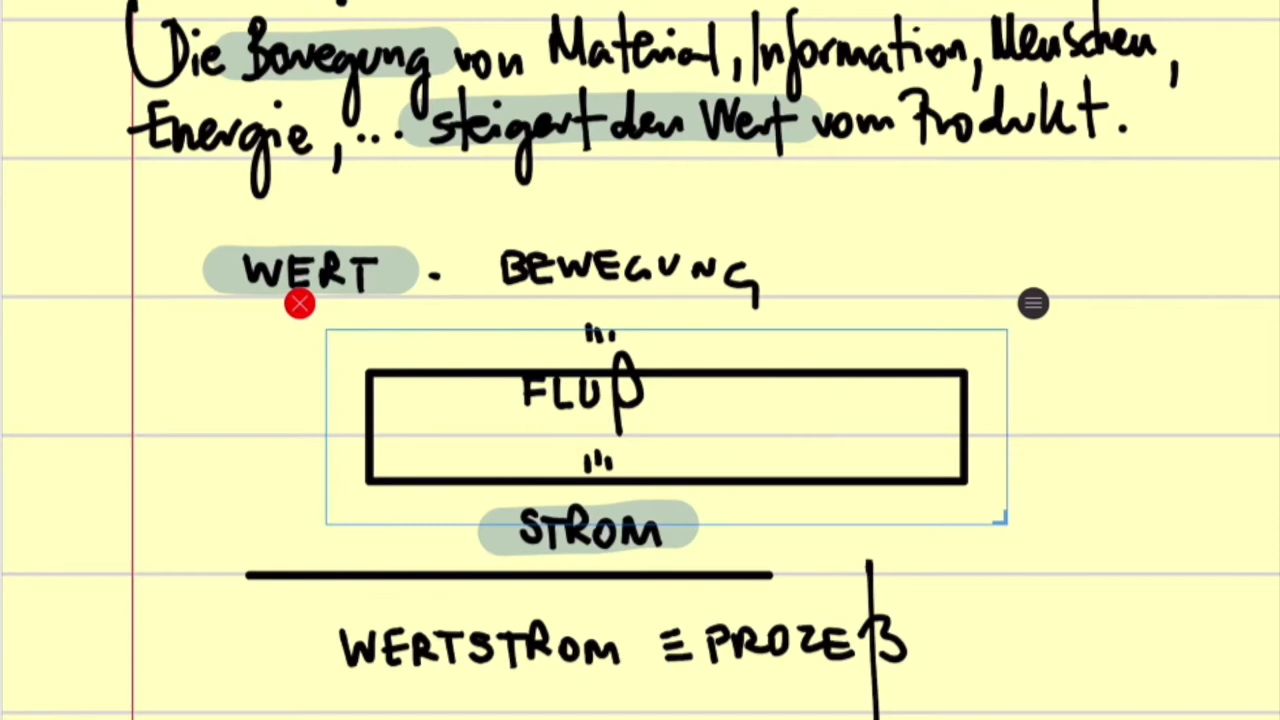 Die Bewegung von Material, Information, Menschen,
Energie, ... steigert den Wert vom Produkt.
WERT . BEWEGUNG
FLUß
STROM
WERTSTROM ≡ PROZEß